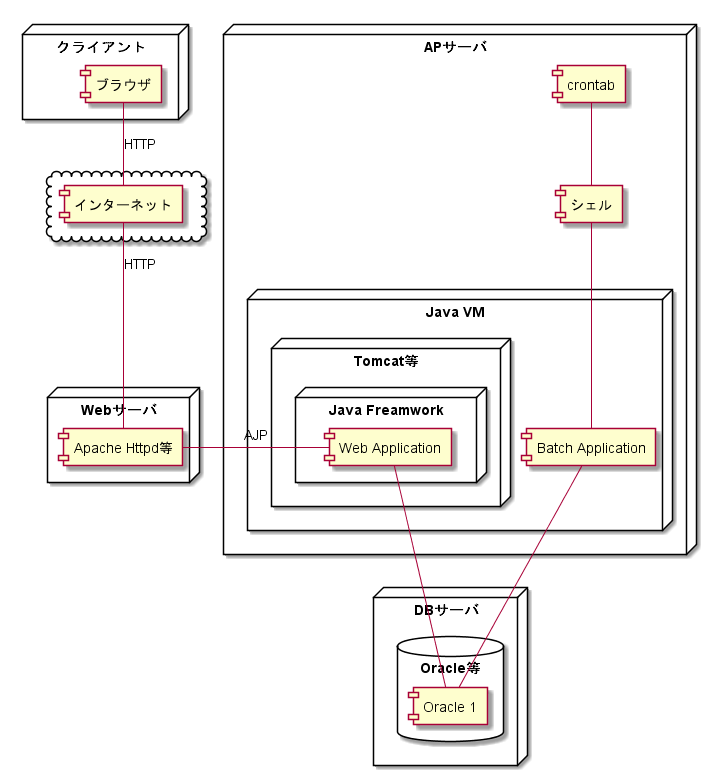 クライアント
ブラウザ
HTTP
インターネット
HTTP
Webサーバ
Apache Httpd等
AJP
APサーバ
crontab
シェル
Java VM
Tomcat等
Java Freamwork
Web Application
Batch Application
DBサーバ
Oracle等
Oracle 1